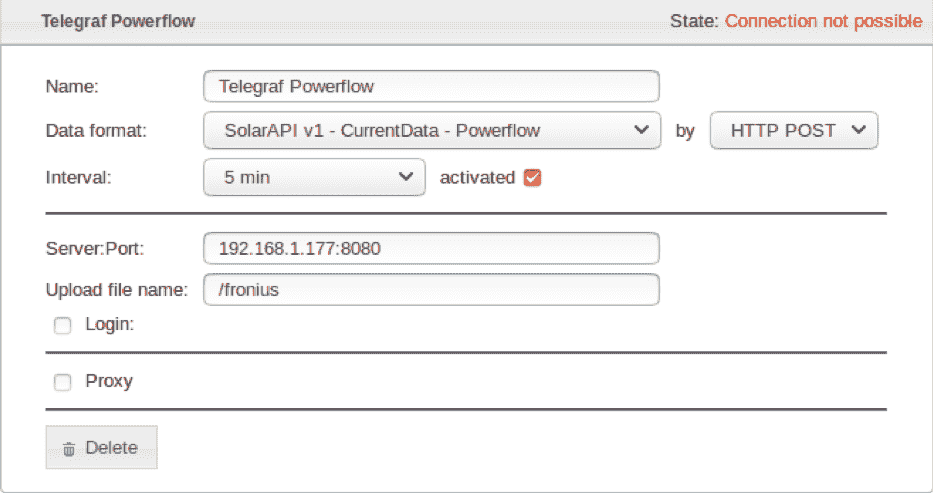 Telegraf Powerflow State: Connection not possible
Name: Telegraf Powerflow
Data format: SolarAPI v1 - CurrentData - Powerflow by HTTP POST
Interval: 5 min activated
Server:Port: 192.168.1.177:8080
Upload file name: /fronius
Login:
Proxy
Delete